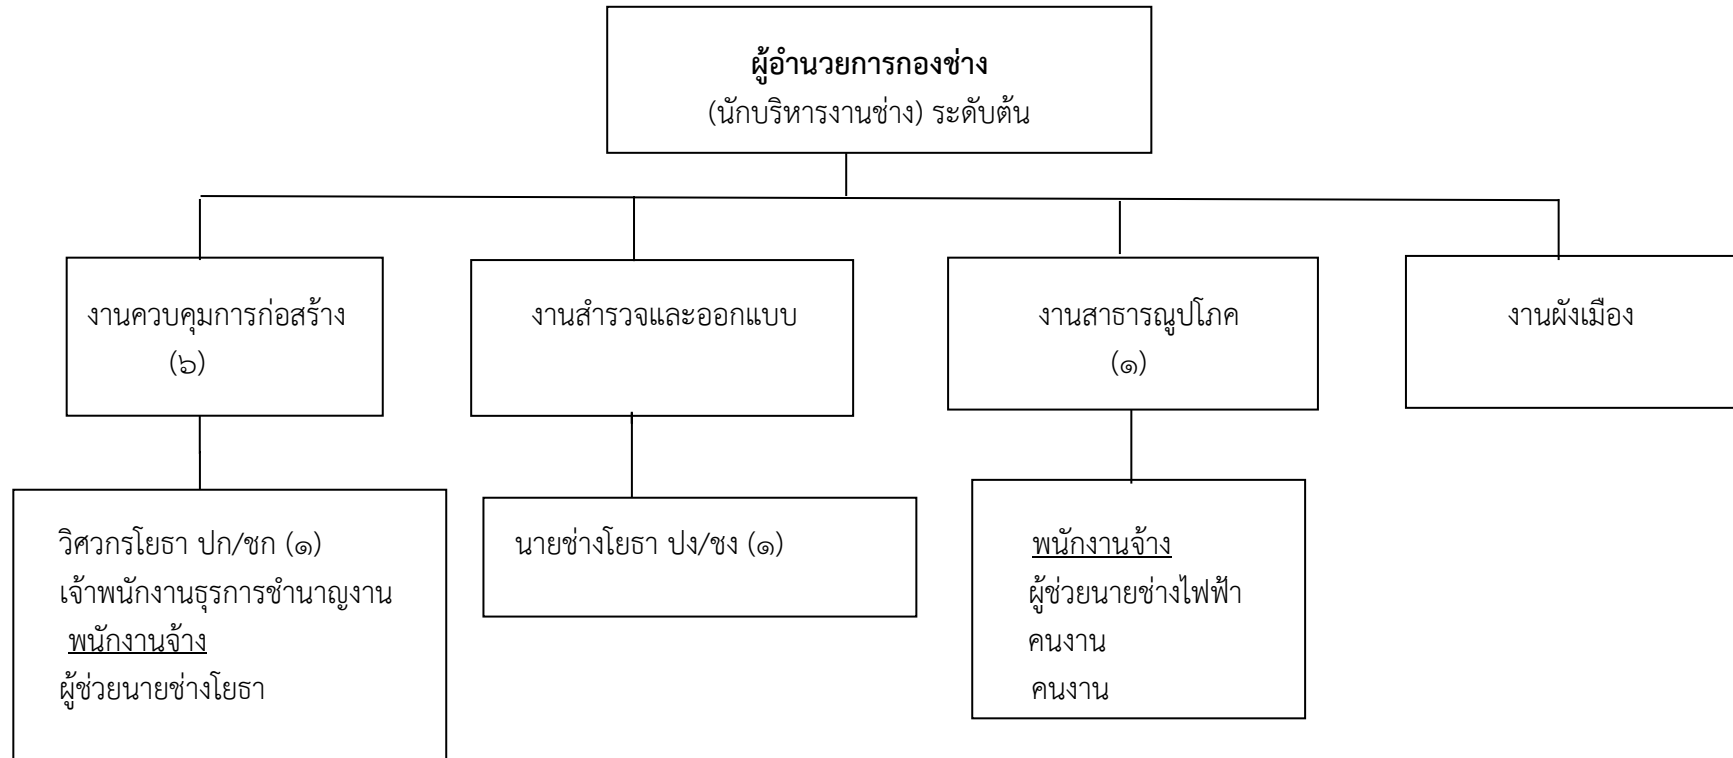 ผู้อำนวยการกองช่าง
(นักบริหารงานช่าง) ระดับต้น
งานควบคุมการก่อสร้าง
(๖)
งานสำรวจและออกแบบ
งานสาธารณูปโภค
(๑)
งานผังเมือง
วิศวกรโยธา ปก/ชก (๑)
เจ้าพนักงานธุรการชำนาญงาน
พนักงานจ้าง
ผู้ช่วยนายช่างโยธา
นายช่างโยธา ปง/ชง (๑)
พนักงานจ้าง
ผู้ช่วยนายช่างไฟฟ้า
คนงาน
คนงาน